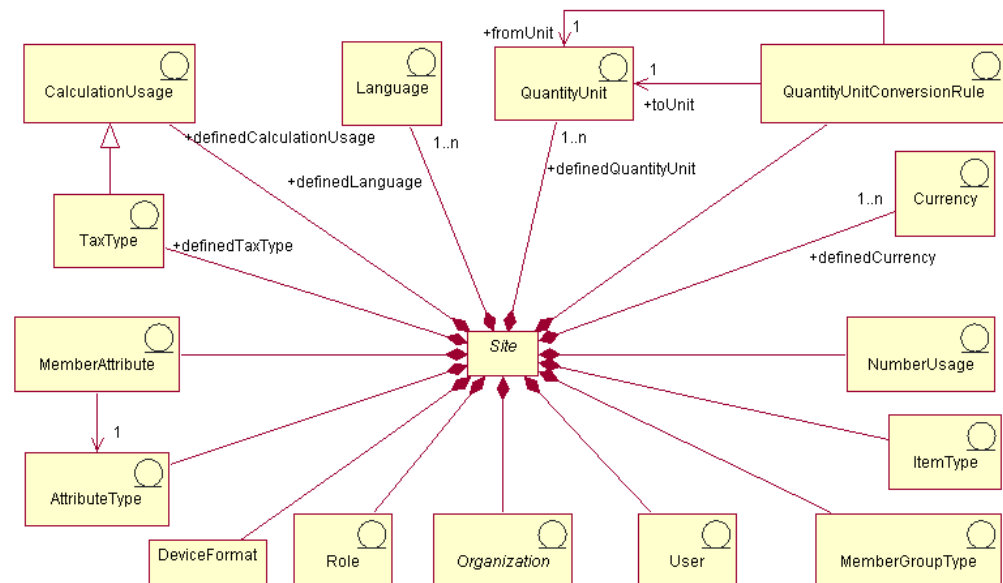 +fromUnit
1
CalculationUsage
Language
QuantityUnit
1
+toUnit
QuantityUnitConversionRule
+definedCalculationUsage
1..n
1..n
+definedLanguage
+definedQuantityUnit
1..n
Currency
TaxType
+definedTaxType
+definedCurrency
Site
MemberAttribute
NumberUsage
1
AttributeType
ItemType
DeviceFormat
Role
Organization
User
MemberGroupType